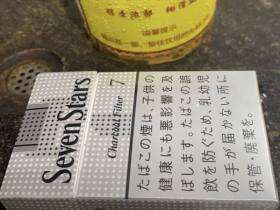 SevenStars
Charcoal Filter 7
たばこの煙は、子供の
健康にも悪影響を及
ぼします。たばこの誤
飲を防ぐため、乳幼児
の手が届かない所に
保管・廃棄を。